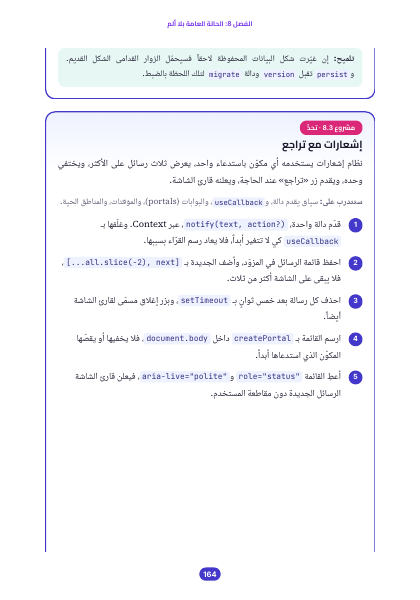 الفصل 8: الحالة العامة بلا ألم
تلميح: إن غيّرت شكل البيانات المحفوظة لاحقاً فسيحمّل الزوار القدامى الشكل القديم.
و persist تقبل version ودالة migrate لتلك اللحظة بالضبط.
مشروع 8.3 · تحدٍّ
إشعارات مع تراجع
نظام إشعارات يستخدمه أي مكوّن باستدعاء واحد، يعرض ثلاث رسائل على الأكثر، ويختفي
وحده، ويقدم زر «تراجع» عند الحاجة، ويعلنه قارئ الشاشة.
ستتدرب على: سياق يقدم دالة، و useCallback، والبوابات (portals)، والمؤقتات، والمناطق الحية.
1 قدّم دالة واحدة، notify(text, action?)، عبر Context. وغلّفها بـ
useCallback كي لا تتغير أبداً، فلا يعاد رسم القرّاء بسببها.
2 احفظ قائمة الرسائل في المزوّد، وأضف الجديدة بـ [...all.slice(-2), next]،
فلا يبقى على الشاشة أكثر من ثلاث.
3 احذف كل رسالة بعد خمس ثوانٍ بـ setTimeout، وبزر إغلاق مسمّى لقارئ الشاشة
أيضاً.
4 ارسم القائمة بـ createPortal داخل document.body، فلا يخفيها أو يقصّها
المكوّن الذي استدعاها أبداً.
5 أعطِ القائمة role="status" و aria-live="polite"، فيعلن قارئ الشاشة
الرسائل الجديدة دون مقاطعة المستخدم.
164